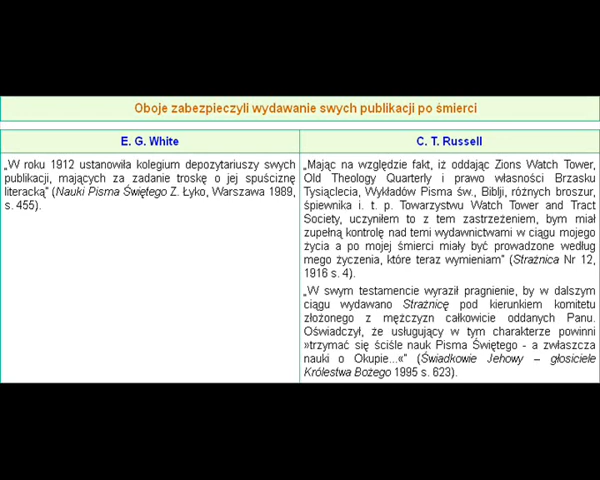 Oboje zabezpieczyli wydawanie swych publikacji po śmierci
E. G. White
„W roku 1912 ustanowiła kolegium depozytariuszy swych
publikacji, mających za zadanie troskę o jej spuściznę
literacką” (Nauki Pisma Świętego Z. Łyko, Warszawa 1989,
s. 455).
C. T. Russell
„Mając na względzie fakt, iż oddając Zions Watch Tower,
Old Theology Quarterly i prawo własności Brzasku
Tysiąclecia, Wykładów Pisma św., Biblji, różnych broszur,
śpiewnika i. t. p. Towarzystwu Watch Tower and Tract
Society, uczyniłem to z tem zastrzeżeniem, bym miał
zupełną kontrolę nad temi wydawnictwami w ciągu mojego
życia a po mojej śmierci miały być prowadzone według
mego życzenia, które teraz wymieniam” (Strażnica Nr 12,
1916 s. 4).
„W swym testamencie wyraził pragnienie, by w dalszym
ciągu wydawano Strażnicę pod kierunkiem komitetu
złożonego z mężczyzn całkowicie oddanych Panu.
Oświadczył, że usługujący w tym charakterze powinni
»trzymać się ściśle nauk Pisma Świętego - a zwłaszcza
nauki o Okupie...«” (Świadkowie Jehowy – głosiciele
Królestwa Bożego 1995 s. 623).